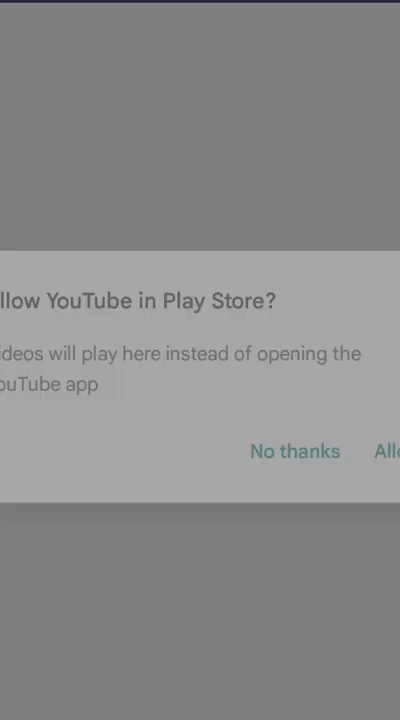 llow YouTube in Play Store?
ideos will play here instead of opening the
ouTube app
No thanks Allo